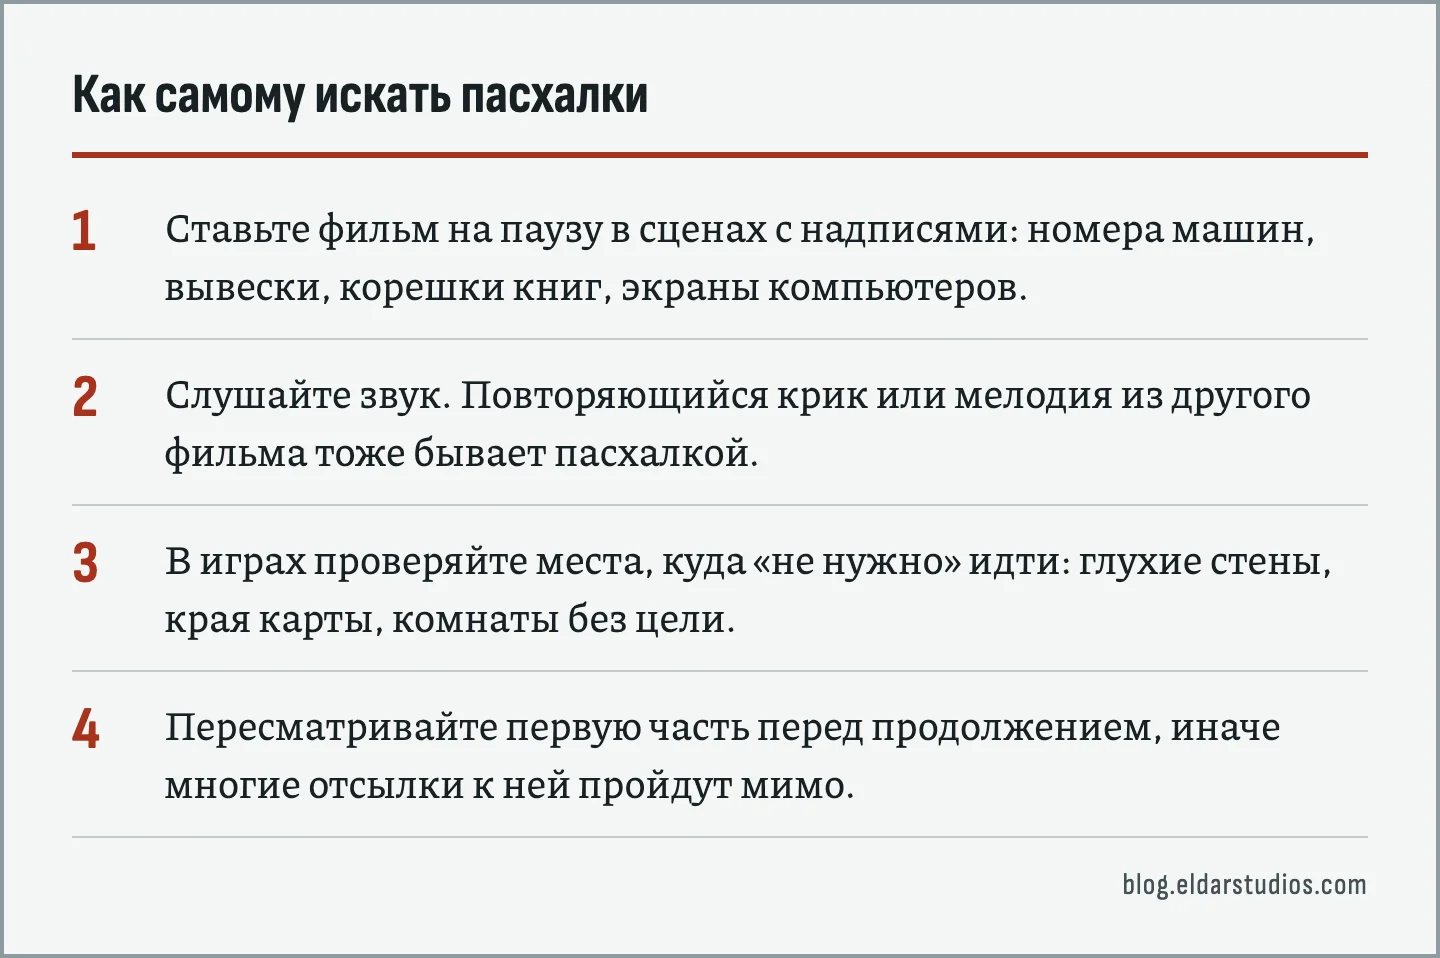 Как самому искать пасхалки
1 Ставьте фильм на паузу в сценах с надписями: номера машин,
вывески, корешки книг, экраны компьютеров.
2 Слушайте звук. Повторяющийся крик или мелодия из другого
фильма тоже бывает пасхалкой.
3 В играх проверяйте места, куда «не нужно» идти: глухие стены,
края карты, комнаты без цели.
4 Пересматривайте первую часть перед продолжением, иначе
многие отсылки к ней пройдут мимо.
blog.eldarstudios.com